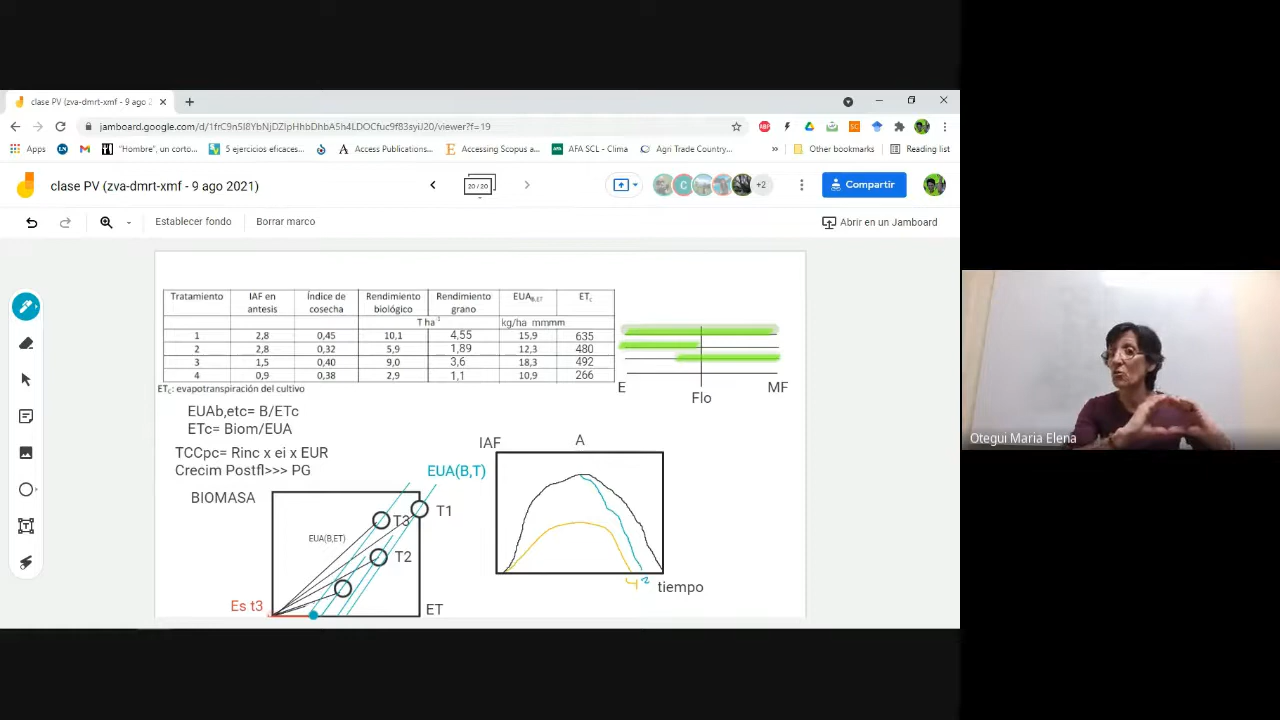 clase PV (zva-dmrt-xmf - 9 ago 2
Apps
"Hombre", un corto...
5 ejercicios eficaces...
Access Publications...
Accessing Scopus a...
AFA SCL - Clima
Agri Trade Country...
Other bookmarks
Reading list
clase PV (zva-dmrt-xmf - 9 ago 2021)
20 / 20
C
+2
Compartir
Establecer fondo
Borrar marco
Abrir en un Jamboard
Tratamiento IAF en antesis Índice de cosecha Rendimiento biológico Rendimiento grano EUAB,ET ETc
T ha-1 kg/ha mmmm
1 2,8 0,45 10,1 4,55 15,9 635
2 2,8 0,32 5,9 1,89 12,3 480
3 1,5 0,40 9,0 3,6 18,3 492
4 0,9 0,38 2,9 1,1 10,9 266
ETc: evapotranspiración del cultivo
E
Flo
MF
EUAb,etc= B/ETc
ETc= Biom/EUA
TCCpc= Rinc x ei x EUR
Crecim Postfl>>> PG
BIOMASA
EUA(B,T)
EUA(B,ET)
T3
T1
T2
Es t3
ET
IAF
A
4 2
tiempo
Otegui Maria Elena